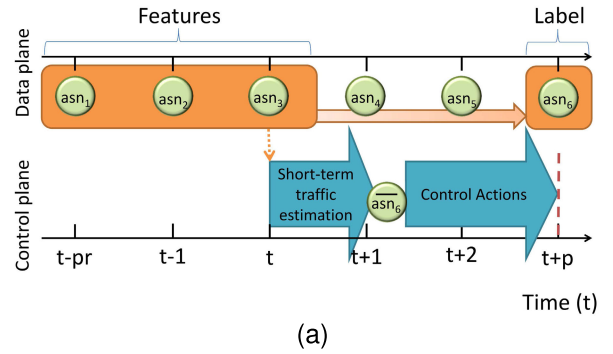 Features
Label
Data plane
asn1
asn2
asn3
asn4
asn5
asn6
Control plane
Short-term
traffic
estimation
asn6
Control Actions
t-pr
t-1
t
t+1
t+2
t+p
Time (t)
(a)